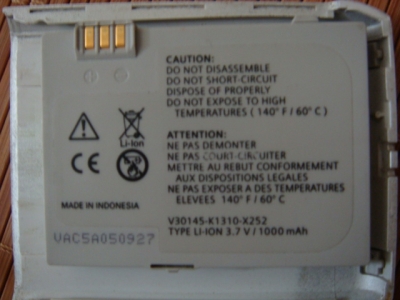 CAUTION:
DO NOT DISASSEMBLE
DO NOT SHORT-CIRCUIT
DISPOSE OF PROPERLY
DO NOT EXPOSE TO HIGH
TEMPERATURES ( 140° F / 60° C )
Li-Ion
ATTENTION:
NE PAS DEMONTER
NE PAS COURT-CIRCUITER
METTRE AU REBUT CONFORMEMENT
AUX DISPOSITIONS LEGALES
NE PAS EXPOSER A DES TEMPERATURES
ELEVEES ( 140° F / 60° C )
CE
MADE IN INDONESIA
V30145-K1310-X252
TYPE LI-ION 3.7 V / 1000 mAh
VAC5A050927